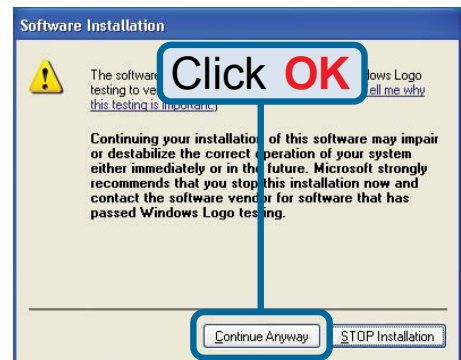 Software Installation
Click OK
The software
dows Logo
testing to ve
ell me why
this testing is important.)
Continuing your installation of this software may impair
or destabilize the correct operation of your system
either immediately or in the future. Microsoft strongly
recommends that you stop this installation now and
contact the software vendor for software that has
passed Windows Logo testing.
Continue Anyway
STOP Installation